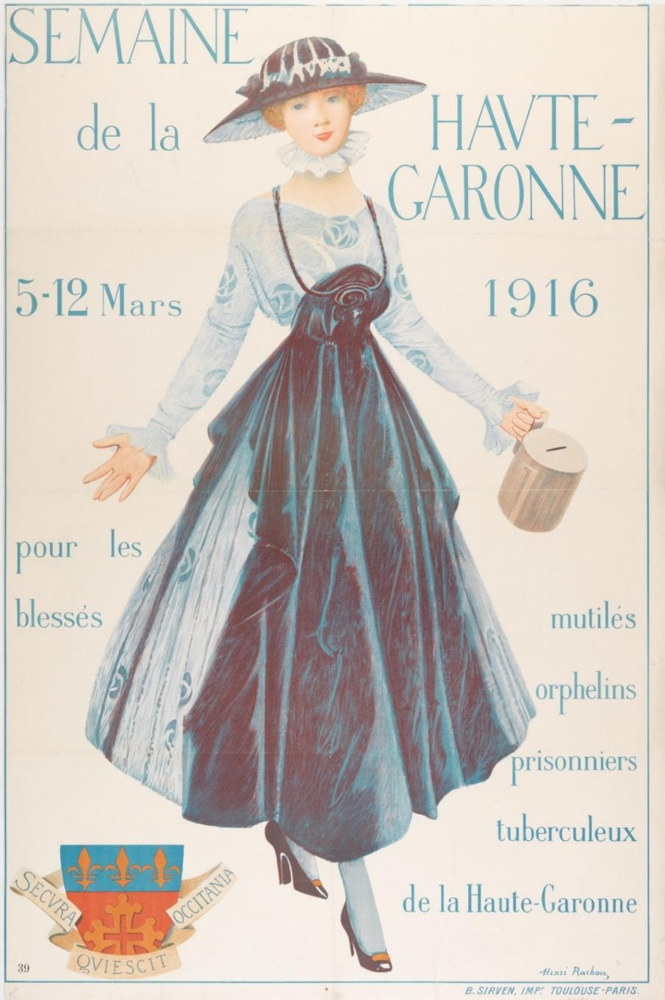 SEMAINE
de la
HAVTE-
GARONNE
5-12 Mars 1916
pour les
blessés
mutilés
orphelins
prisonniers
tuberculeux
de la Haute-Garonne
SECVRA
QVIESCIT
OCCITANIA
39
Henri Rachou,
B. SIRVEN, IMPR. TOULOUSE-PARIS.